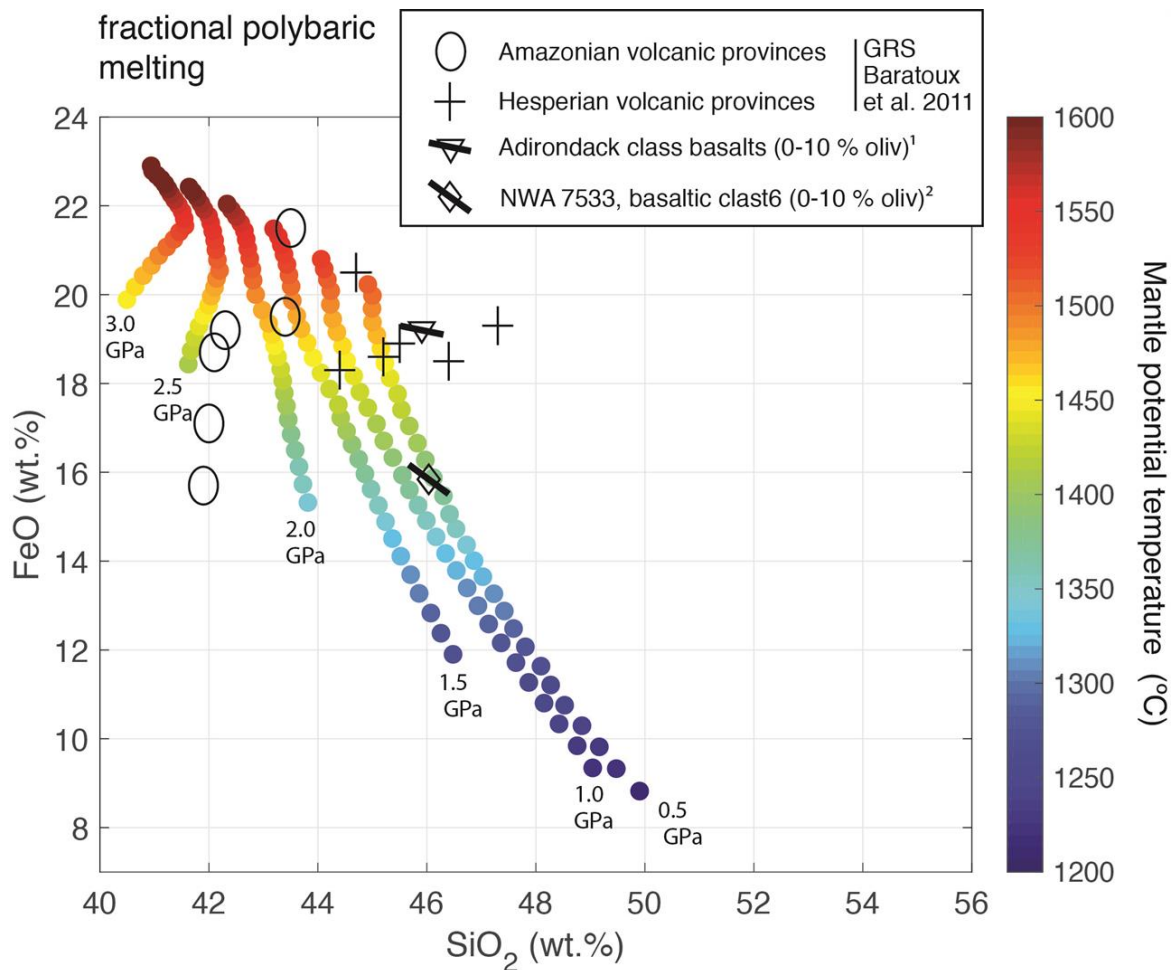 fractional polybaric
melting
Amazonian volcanic provinces
Hesperian volcanic provinces
GRS
Baratoux
et al. 2011
Adirondack class basalts (0-10 % oliv)¹
NWA 7533, basaltic clast6 (0-10 % oliv)²
24
22
20
18
16
14
12
10
8
FeO (wt.%)
3.0
GPa
2.5
GPa
2.0
GPa
1.5
GPa
1.0
GPa
0.5
GPa
40
42
44
46
48
50
52
54
56
SiO₂ (wt.%)
1600
1550
1500
1450
1400
1350
1300
1250
1200
Mantle potential temperature (°C)